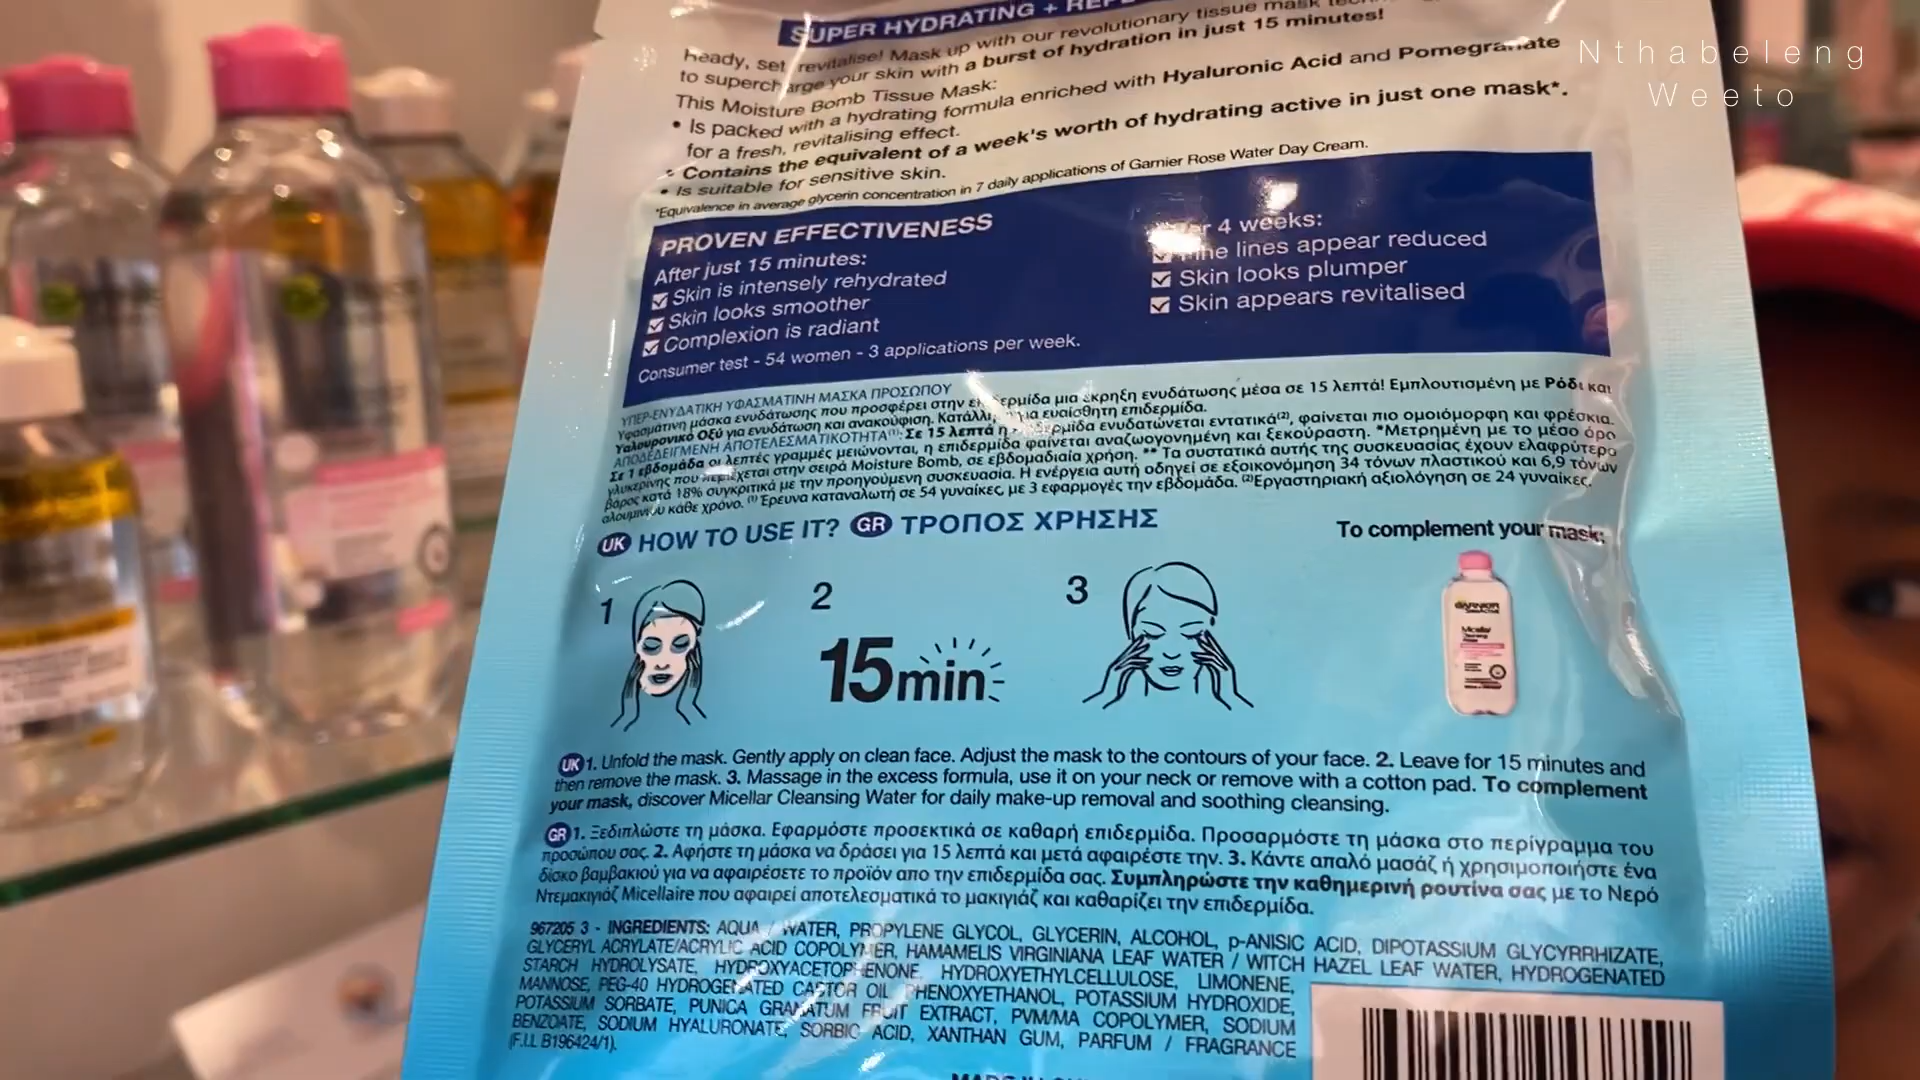 SUPER HYDRATING +
Ready, set, revitalise! Mask up with our revolutionary tissue mask
to supercharge your skin with a burst of hydration in just 15 minutes!
This Moisture Bomb Tissue Mask:
• Is packed with a hydrating formula enriched with Hyaluronic Acid and Pomegranate
for a fresh, revitalising effect.
• Contains the equivalent of a week's worth of hydrating active in just one mask*.
• Is suitable for sensitive skin.
*Equivalence in average glycerin concentration in 7 daily applications of Garnier Rose Water Day Cream.
PROVEN EFFECTIVENESS
After just 15 minutes:
Skin is intensely rehydrated
Skin looks smoother
Complexion is radiant
Consumer test - 54 women - 3 applications per week.
4 weeks:
lines appear reduced
Skin looks plumper
Skin appears revitalised
ΥΠΕΡ-ΕΝΥΔΑΤΙΚΗ ΥΦΑΣΜΑΤΙΝΗ ΜΑΣΚΑ ΠΡΟΣΩΠΟΥ
Υφασμάτινη μάσκα ενυδάτωσης που προσφέρει στην επιδερμίδα μια έκρηξη ενυδάτωσης μέσα σε 15 λεπτά! Εμπλουτισμένη με Ρόδι και
Υαλουρονικό Οξύ για ενυδάτωση και ανακούφιση. Κατάλληλη για ευαίσθητη επιδερμίδα.
ΑΠΟΔΕΔΕΙΓΜΕΝΗ ΑΠΟΤΕΛΕΣΜΑΤΙΚΟΤΗΤΑ⁽¹⁾: Σε 15 λεπτά η επιδερμίδα ενυδατώνεται εντατικά⁽²⁾, φαίνεται πιο ομοιόμορφη και φρέσκια.
Σε 1 εβδομάδα οι λεπτές γραμμές μειώνονται, η επιδερμίδα φαίνεται αναζωογονημένη και ξεκούραστη. *Μετρημένη με το μέσο όρο
γλυκερίνης που περιέχεται στην σειρά Moisture Bomb, σε εβδομαδιαία χρήση. ** Τα συστατικά αυτής της συσκευασίας έχουν ελαφρύτερο
βάρος κατά 18% συγκριτικά με την προηγούμενη συσκευασία. Η ενέργεια αυτή οδηγεί σε εξοικονόμηση 34 τόνων πλαστικού και 6,9 τόνων
αλουμινίου κάθε χρόνο. ⁽¹⁾Έρευνα καταναλωτή σε 54 γυναίκες, με 3 εφαρμογές την εβδομάδα. ⁽²⁾Εργαστηριακή αξιολόγηση σε 24 γυναίκες.
UK HOW TO USE IT? GR ΤΡΟΠΟΣ ΧΡΗΣΗΣ
To complement your mask:
1
2
15min
3
GARNIER
Micellar
UK 1. Unfold the mask. Gently apply on clean face. Adjust the mask to the contours of your face. 2. Leave for 15 minutes and
then remove the mask. 3. Massage in the excess formula, use it on your neck or remove with a cotton pad. To complement
your mask, discover Micellar Cleansing Water for daily make-up removal and soothing cleansing.
GR 1. Ξεδιπλώστε τη μάσκα. Εφαρμόστε προσεκτικά σε καθαρή επιδερμίδα. Προσαρμόστε τη μάσκα στο περίγραμμα του
προσώπου σας. 2. Αφήστε τη μάσκα να δράσει για 15 λεπτά και μετά αφαιρέστε την. 3. Κάντε απαλό μασάζ ή χρησιμοποιήστε ένα
δίσκο βαμβακιού για να αφαιρέσετε το προϊόν απο την επιδερμίδα σας. Συμπληρώστε την καθημερινή ρουτίνα σας με το Νερό
Ντεμακιγιάζ Micellaire που αφαιρεί αποτελεσματικά το μακιγιάζ και καθαρίζει την επιδερμίδα.
967205 3 - INGREDIENTS: AQUA / WATER, PROPYLENE GLYCOL, GLYCERIN, ALCOHOL, p-ANISIC ACID, DIPOTASSIUM GLYCYRRHIZATE,
GLYCERYL ACRYLATE/ACRYLIC ACID COPOLYMER, HAMAMELIS VIRGINIANA LEAF WATER / WITCH HAZEL LEAF WATER, HYDROGENATED
STARCH HYDROLYSATE, HYDROXYACETOPHENONE, HYDROXYETHYLCELLULOSE, LIMONENE,
MANNOSE, PEG-40 HYDROGENATED CASTOR OIL, PHENOXYETHANOL, POTASSIUM HYDROXIDE,
POTASSIUM SORBATE, PUNICA GRANATUM FRUIT EXTRACT, PVM/MA COPOLYMER, SODIUM
BENZOATE, SODIUM HYALURONATE, SORBIC ACID, XANTHAN GUM, PARFUM / FRAGRANCE
(F.I.L. B196424/1).
Nthabeleng
Weeto